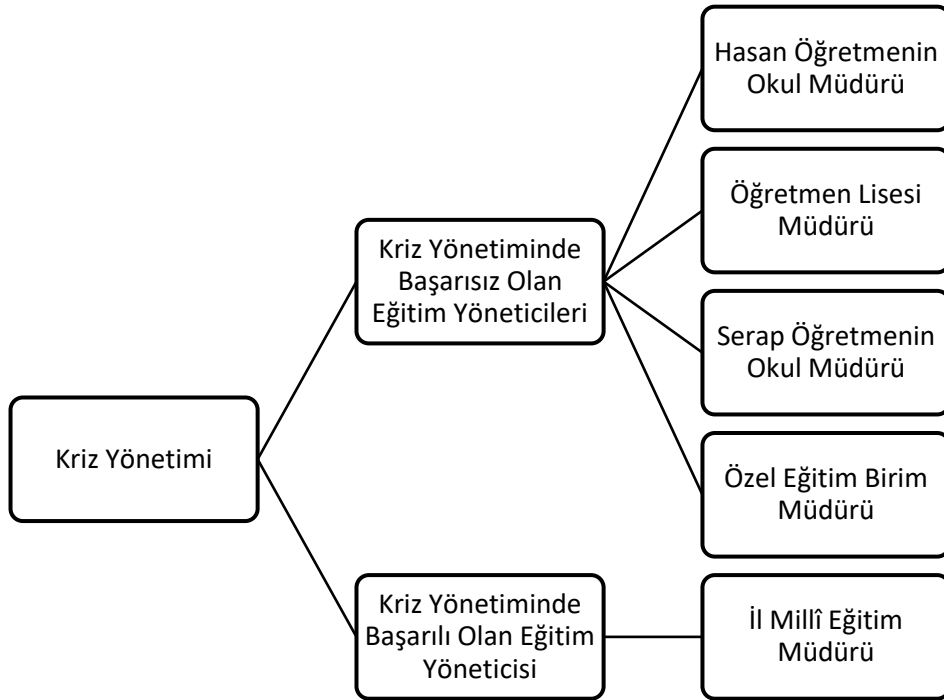 Kriz Yönetimi
Kriz Yönetiminde
Başarısız Olan
Eğitim Yöneticileri
Hasan Öğretmenin
Okul Müdürü
Öğretmen Lisesi
Müdürü
Serap Öğretmenin
Okul Müdürü
Özel Eğitim Birim
Müdürü
Kriz Yönetiminde
Başarılı Olan Eğitim
Yöneticisi
İl Millî Eğitim
Müdürü